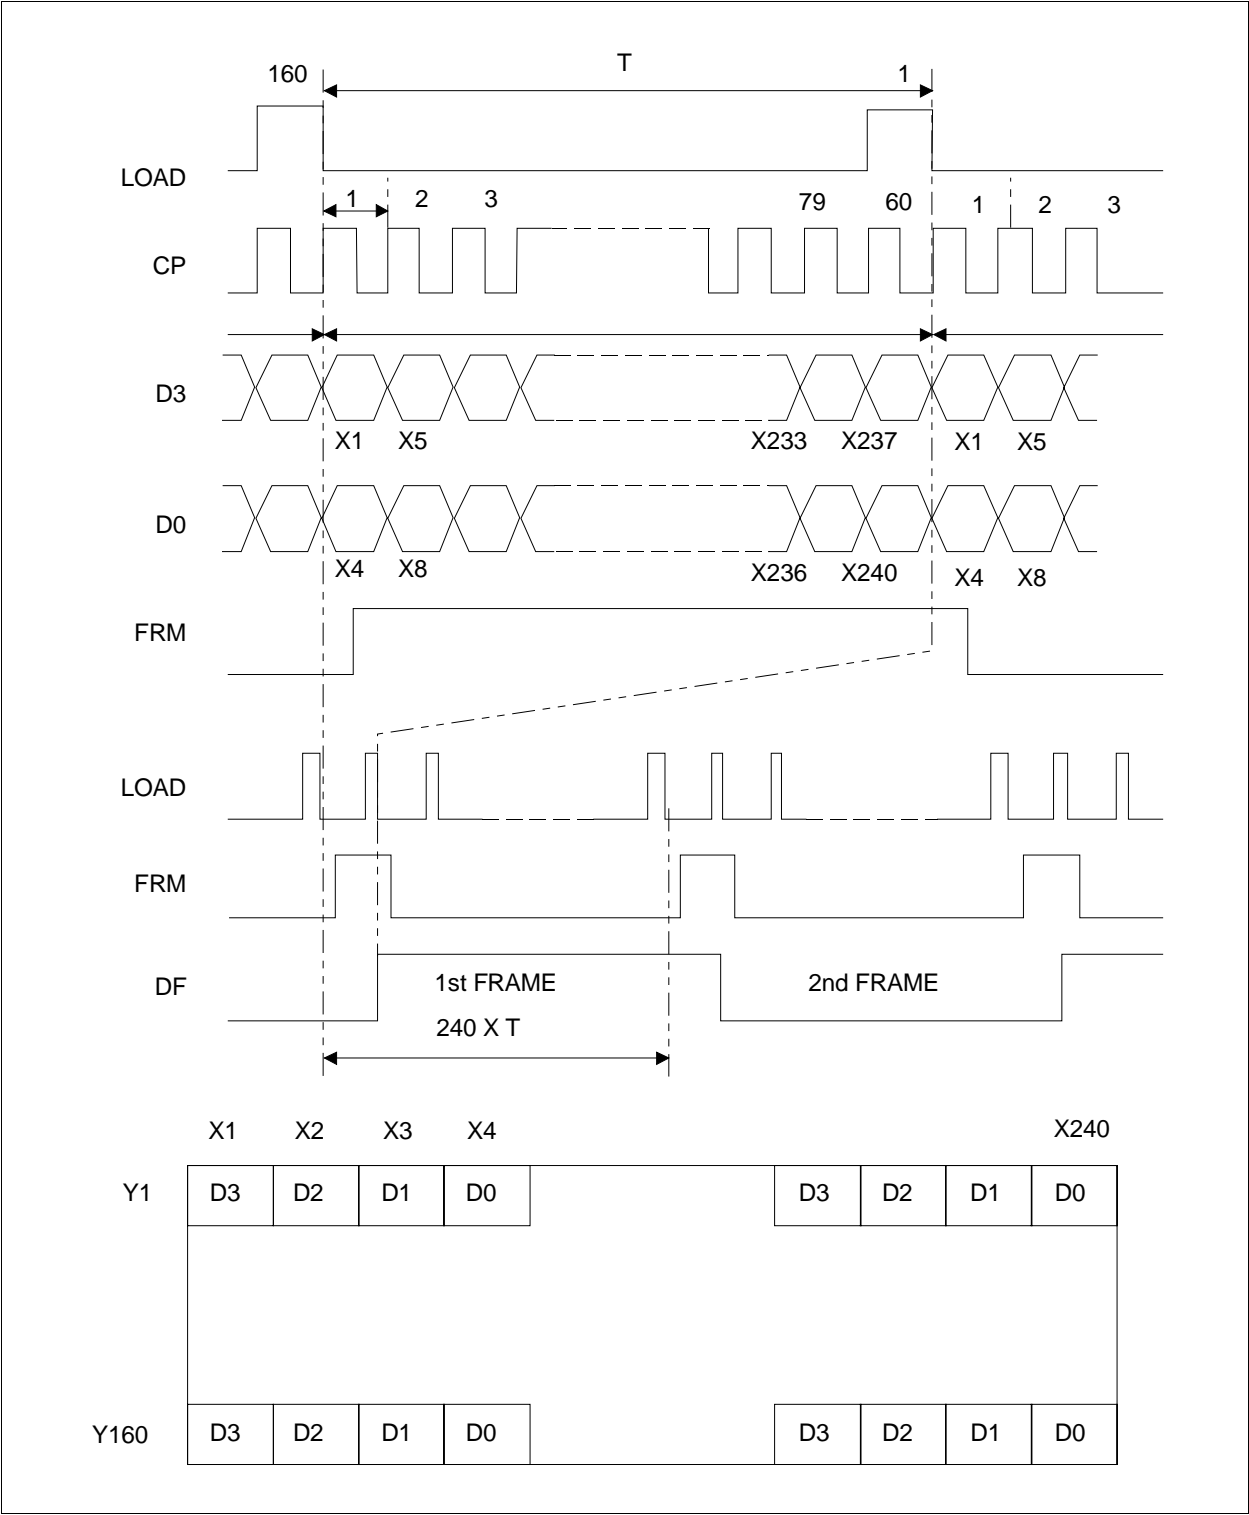 T
160 1
LOAD
1 2 3 79 60 1 2 3
CP
D3
X1 X5 X233 X237 X1 X5
D0
X4 X8 X236 X240 X4 X8
FRM
LOAD
FRM
DF
1st FRAME 2nd FRAME
240 X T
X1 X2 X3 X4 X240
Y1 D3 D2 D1 D0 D3 D2 D1 D0
Y160 D3 D2 D1 D0 D3 D2 D1 D0